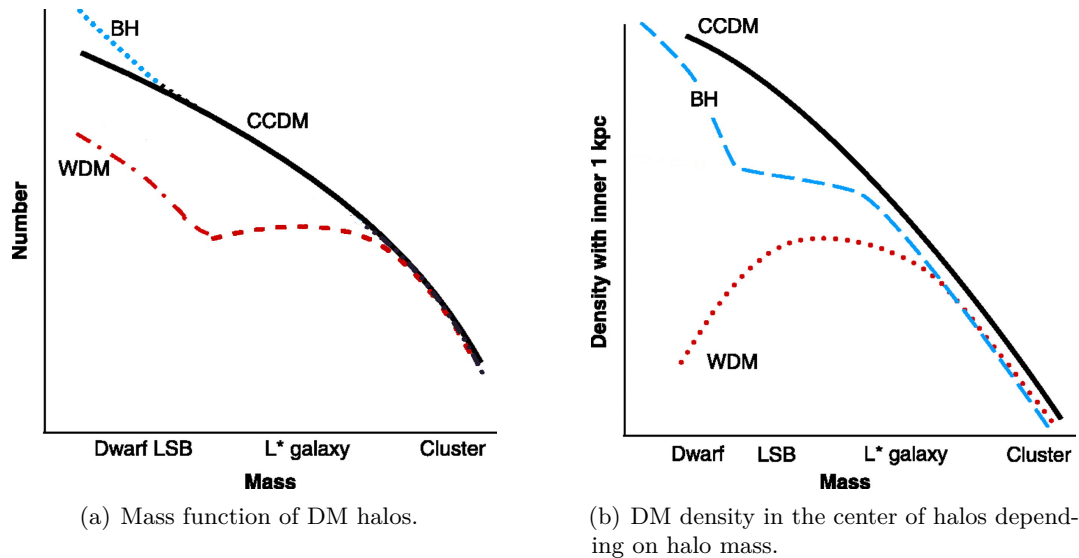 BH
CCDM
WDM
Number
Dwarf LSB L* galaxy Cluster
Mass
(a) Mass function of DM halos.
CCDM
BH
WDM
Density with inner 1 kpc
Dwarf LSB L* galaxy Cluster
Mass
(b) DM density in the center of halos depend-
ing on halo mass.